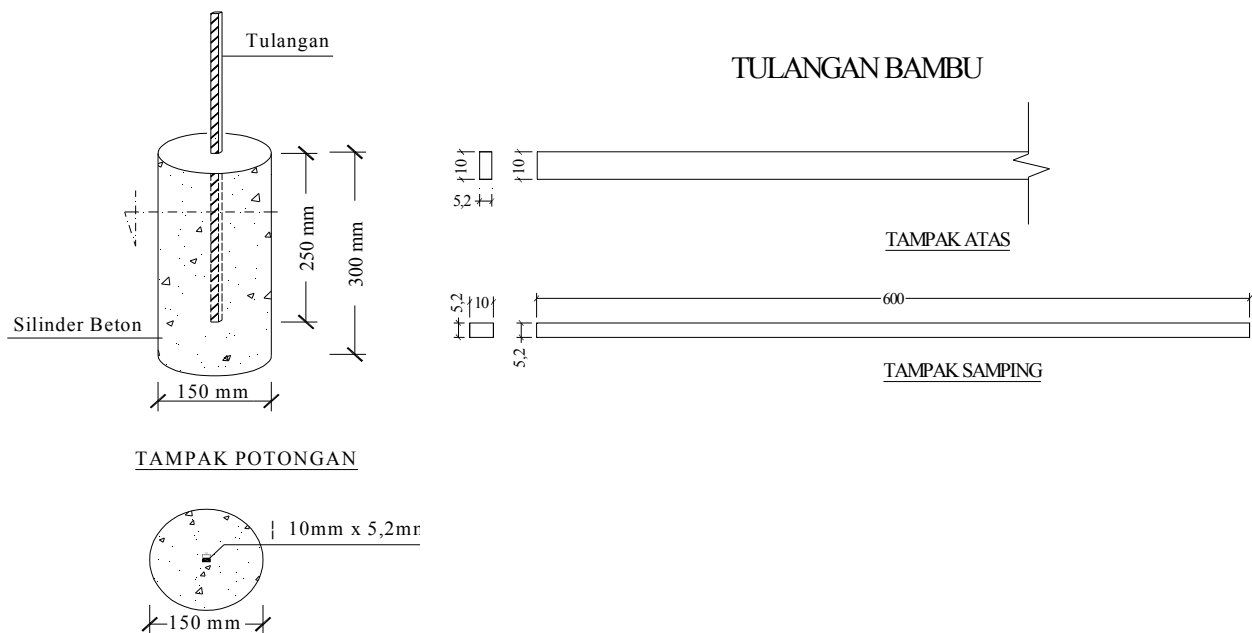 Tulangan
250 mm
300 mm
Silinder Beton
150 mm
TAMPAK POTONGAN
10mm x 5,2mm
150 mm
TULANGAN BAMBU
10
5,2
10
TAMPAK ATAS
5,2
10
5,2
600
TAMPAK SAMPING